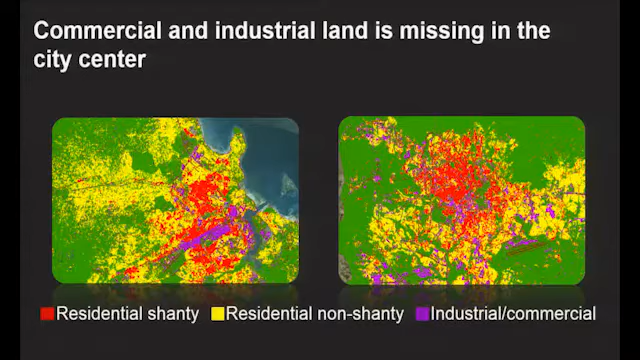 Commercial and industrial land is missing in the
city center
Residential shanty Residential non-shanty Industrial/commercial